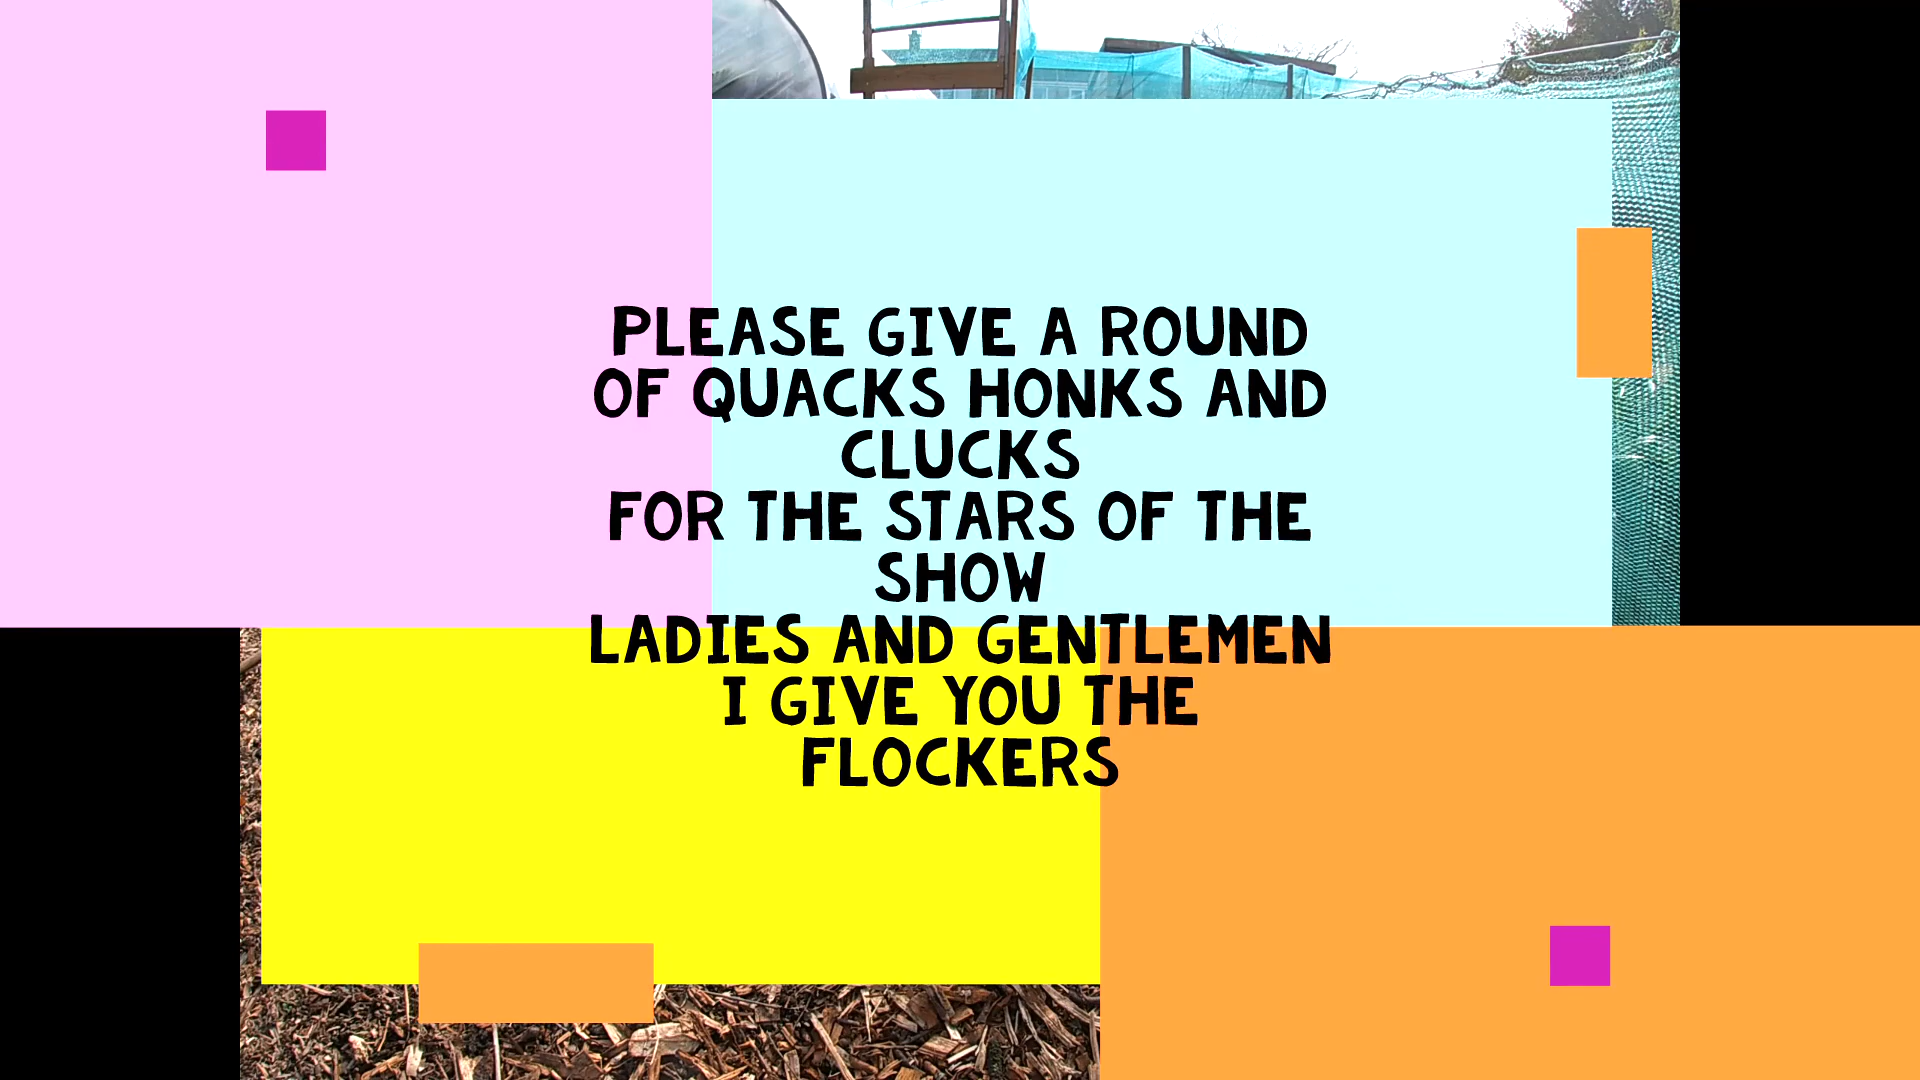 PLEASE GIVE A ROUND
OF QUACKS HONKS AND
CLUCKS
FOR THE STARS OF THE
SHOW
LADIES AND GENTLEMEN
I GIVE YOU THE
FLOCKERS